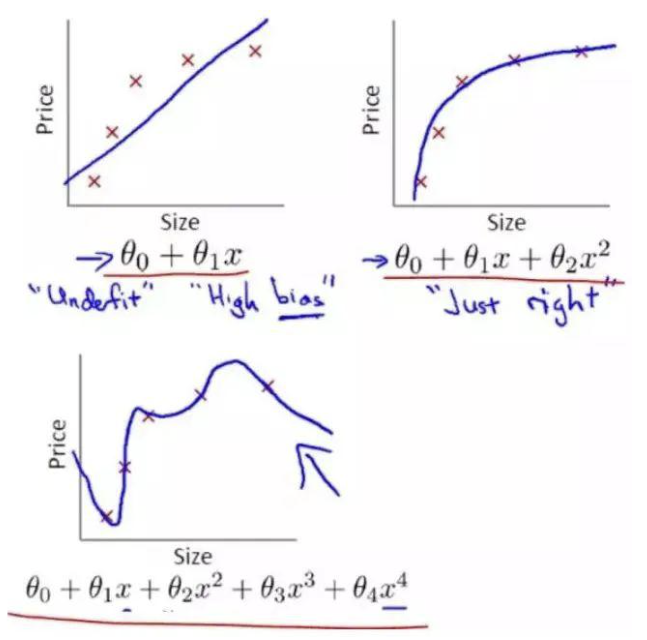 Price
Size
→ θ₀ + θ₁x
"Underfit" "High bias"
Price
Size
→ θ₀ + θ₁x + θ₂x²
"Just right"
Price
Size
θ₀ + θ₁x + θ₂x² + θ₃x³ + θ₄x⁴